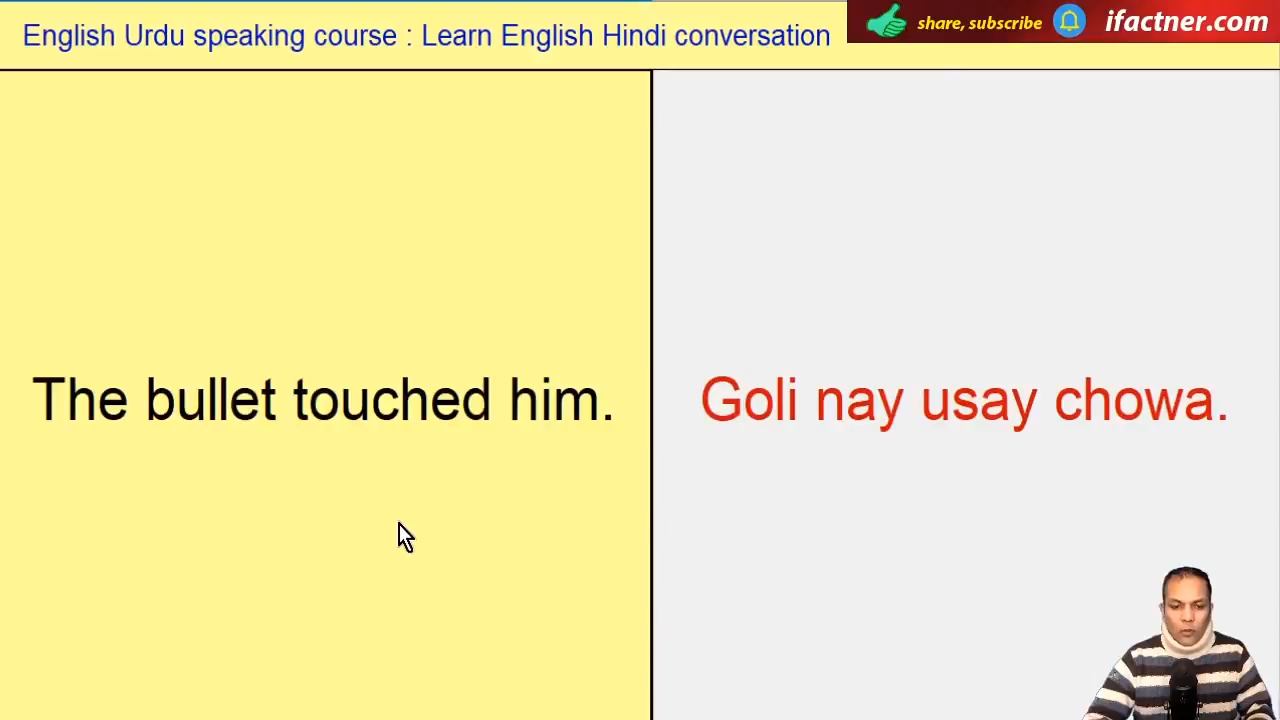 English Urdu speaking course : Learn English Hindi conversation
share, subscribe
ifactner.com
The bullet touched him.
Goli nay usay chowa.